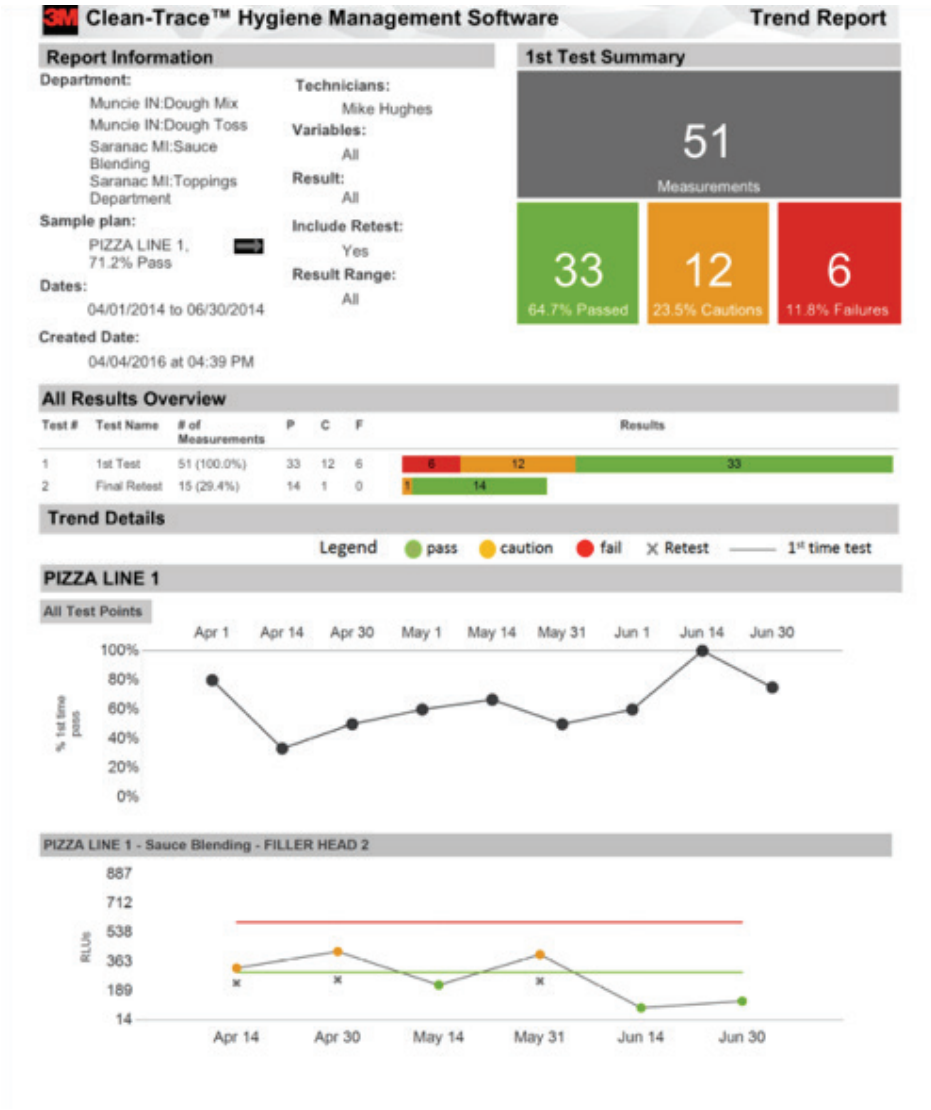 3M Clean-Trace™ Hygiene Management Software Trend Report
Report Information
Department:
Muncie IN:Dough Mix
Muncie IN:Dough Toss
Saranac MI:Sauce
Blending
Saranac MI:Toppings
Department
Sample plan:
PIZZA LINE 1,
71.2% Pass
Dates:
04/01/2014 to 06/30/2014
Created Date:
04/04/2016 at 04:39 PM
Technicians:
Mike Hughes
Variables:
All
Result:
All
Include Retest:
Yes
Result Range:
All
1st Test Summary
51
Measurements
33
64.7% Passed
12
23.5% Cautions
6
11.8% Failures
All Results Overview
Test # Test Name # of P C F Results
Measurements
1 1st Test 51 (100.0%) 33 12 6 6 12 33
2 Final Retest 15 (29.4%) 14 1 0 1 14
Trend Details
Legend pass caution fail X Retest 1st time test
PIZZA LINE 1
All Test Points
Apr 1 Apr 14 Apr 30 May 1 May 14 May 31 Jun 1 Jun 14 Jun 30
% 1st time
pass
100%
80%
60%
40%
20%
0%
PIZZA LINE 1 - Sauce Blending - FILLER HEAD 2
RLUs
887
712
538
363
189
14
Apr 14 Apr 30 May 14 May 31 Jun 14 Jun 30